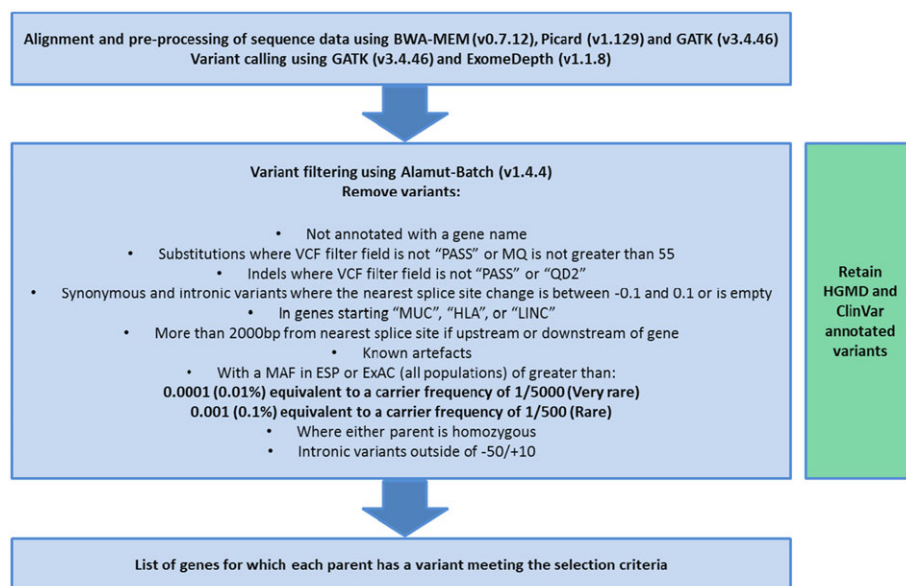 Alignment and pre-processing of sequence data using BWA-MEM (v0.7.12), Picard (v1.129) and GATK (v3.4.46)
Variant calling using GATK (v3.4.46) and ExomeDepth (v1.1.8)
Variant filtering using Alamut-Batch (v1.4.4)
Remove variants:
• Not annotated with a gene name
• Substitutions where VCF filter field is not “PASS” or MQ is not greater than 55
• Indels where VCF filter field is not “PASS” or “QD2”
• Synonymous and intronic variants where the nearest splice site change is between -0.1 and 0.1 or is empty
• In genes starting “MUC”, “HLA”, or “LINC”
• More than 2000bp from nearest splice site if upstream or downstream of gene
• Known artefacts
• With a MAF in ESP or ExAC (all populations) of greater than:
0.0001 (0.01%) equivalent to a carrier frequency of 1/5000 (Very rare)
0.001 (0.1%) equivalent to a carrier frequency of 1/500 (Rare)
• Where either parent is homozygous
• Intronic variants outside of -50/+10
Retain
HGMD and
ClinVar
annotated
variants
List of genes for which each parent has a variant meeting the selection criteria